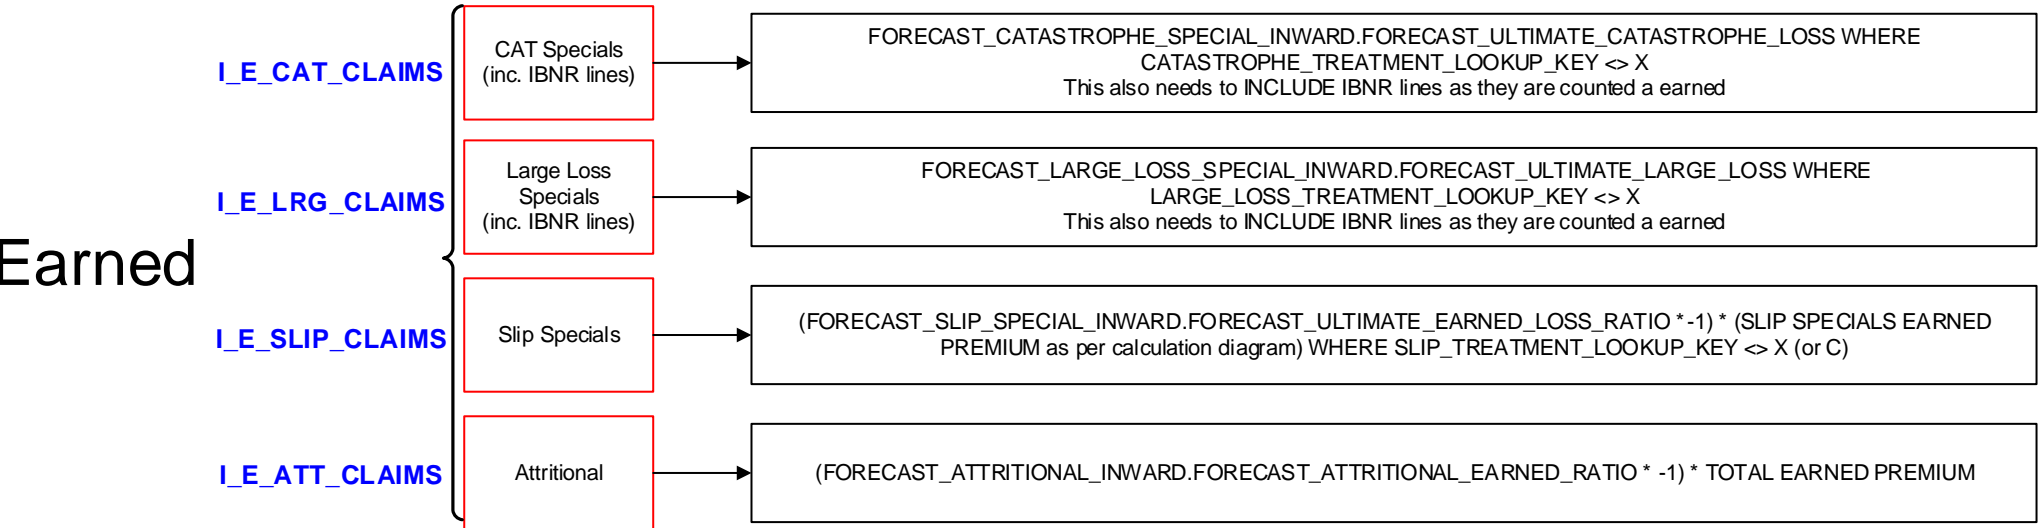 Earned
I_E_CAT_CLAIMS
CAT Specials
(inc. IBNR lines)
FORECAST_CATASTROPHE_SPECIAL_INWARD.FORECAST_ULTIMATE_CATASTROPHE_LOSS WHERE
CATASTROPHE_TREATMENT_LOOKUP_KEY <> X
This also needs to INCLUDE IBNR lines as they are counted a earned
I_E_LRG_CLAIMS
Large Loss
Specials
(inc. IBNR lines)
FORECAST_LARGE_LOSS_SPECIAL_INWARD.FORECAST_ULTIMATE_LARGE_LOSS WHERE
LARGE_LOSS_TREATMENT_LOOKUP_KEY <> X
This also needs to INCLUDE IBNR lines as they are counted a earned
I_E_SLIP_CLAIMS
Slip Specials
(FORECAST_SLIP_SPECIAL_INWARD.FORECAST_ULTIMATE_EARNED_LOSS_RATIO * -1) * (SLIP SPECIALS EARNED
PREMIUM as per calculation diagram) WHERE SLIP_TREATMENT_LOOKUP_KEY <> X (or C)
I_E_ATT_CLAIMS
Attritional
(FORECAST_ATTRITIONAL_INWARD.FORECAST_ATTRITIONAL_EARNED_RATIO * -1) * TOTAL EARNED PREMIUM